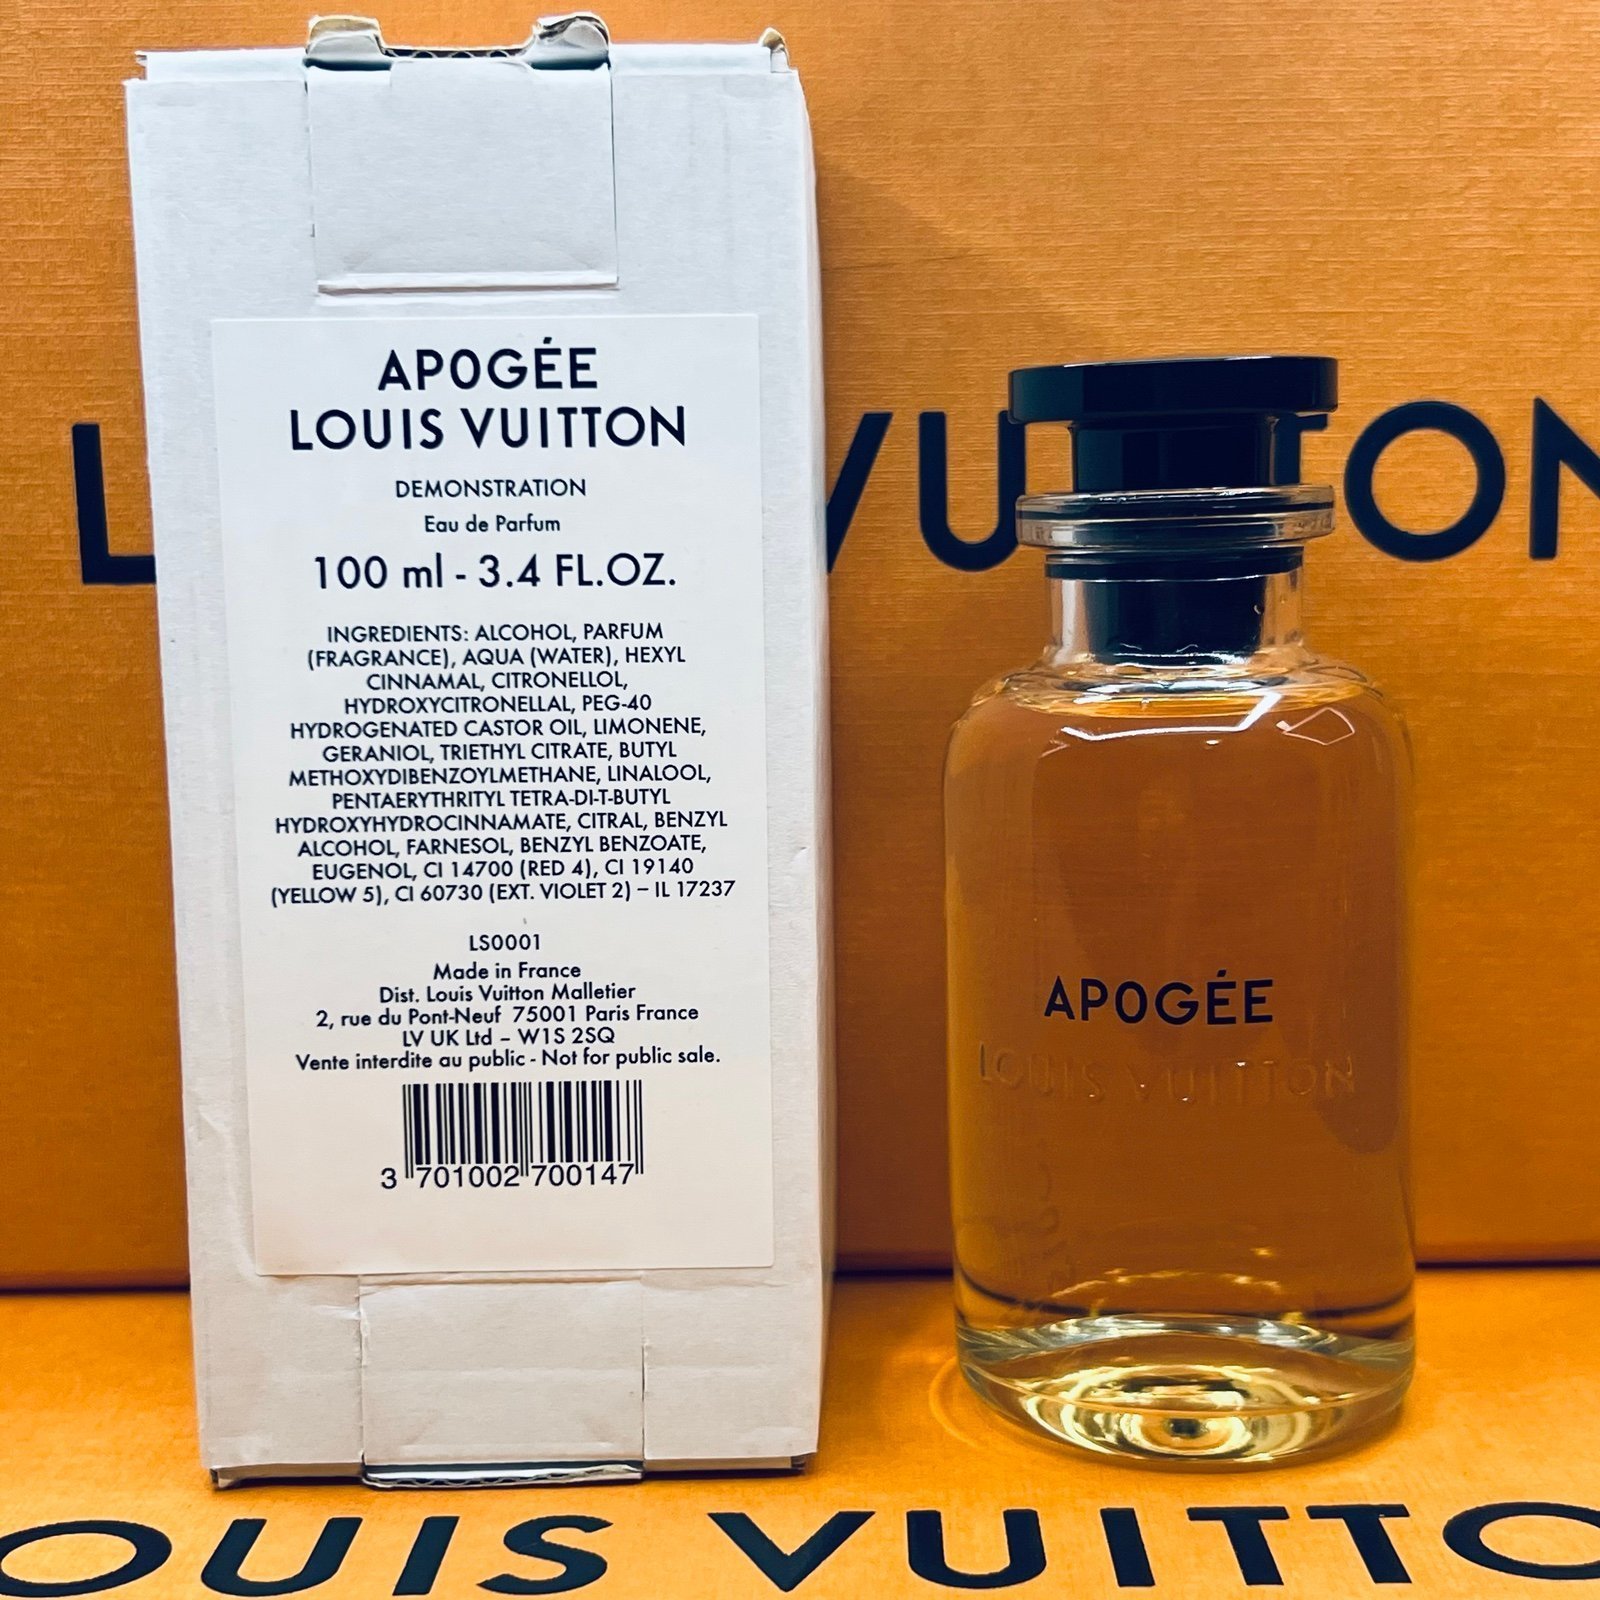 APOGÉE
LOUIS VUITTON
DEMONSTRATION
Eau de Parfum
100 ml - 3.4 FL.OZ.
INGREDIENTS: ALCOHOL, PARFUM
(FRAGRANCE), AQUA (WATER), HEXYL
CINNAMAL, CITRONELLOL,
HYDROXYCITRONELLAL, PEG-40
HYDROGENATED CASTOR OIL, LIMONENE,
GERANIOL, TRIETHYL CITRATE, BUTYL
METHOXYDIBENZOYLMETHANE, LINALOOL,
PENTAERYTHRITYL TETRA-DI-T-BUTYL
HYDROXYHYDROCINNAMATE, CITRAL, BENZYL
ALCOHOL, FARNESOL, BENZYL BENZOATE,
EUGENOL, CI 14700 (RED 4), CI 19140
(YELLOW 5), CI 60730 (EXT. VIOLET 2) – IL 17237
LS0001
Made in France
Dist. Louis Vuitton Malletier
2, rue du Pont-Neuf 75001 Paris France
LV UK Ltd – W1S 2SQ
Vente interdite au public - Not for public sale.
3 701002 700147
L VUTON
APOGÉE
LOUIS VUITTON
OUIS VUITTO